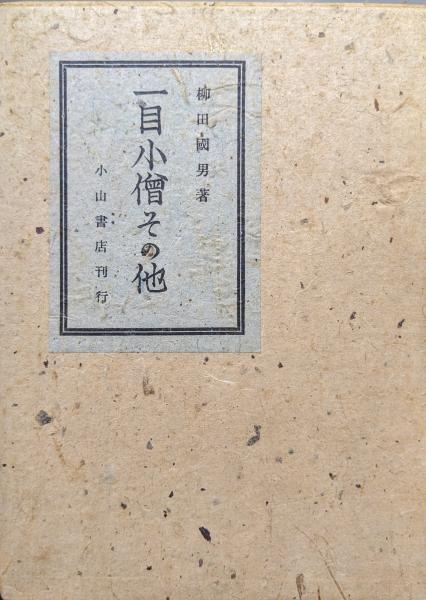 柳田國男著
一目小僧その他
小山書店刊行